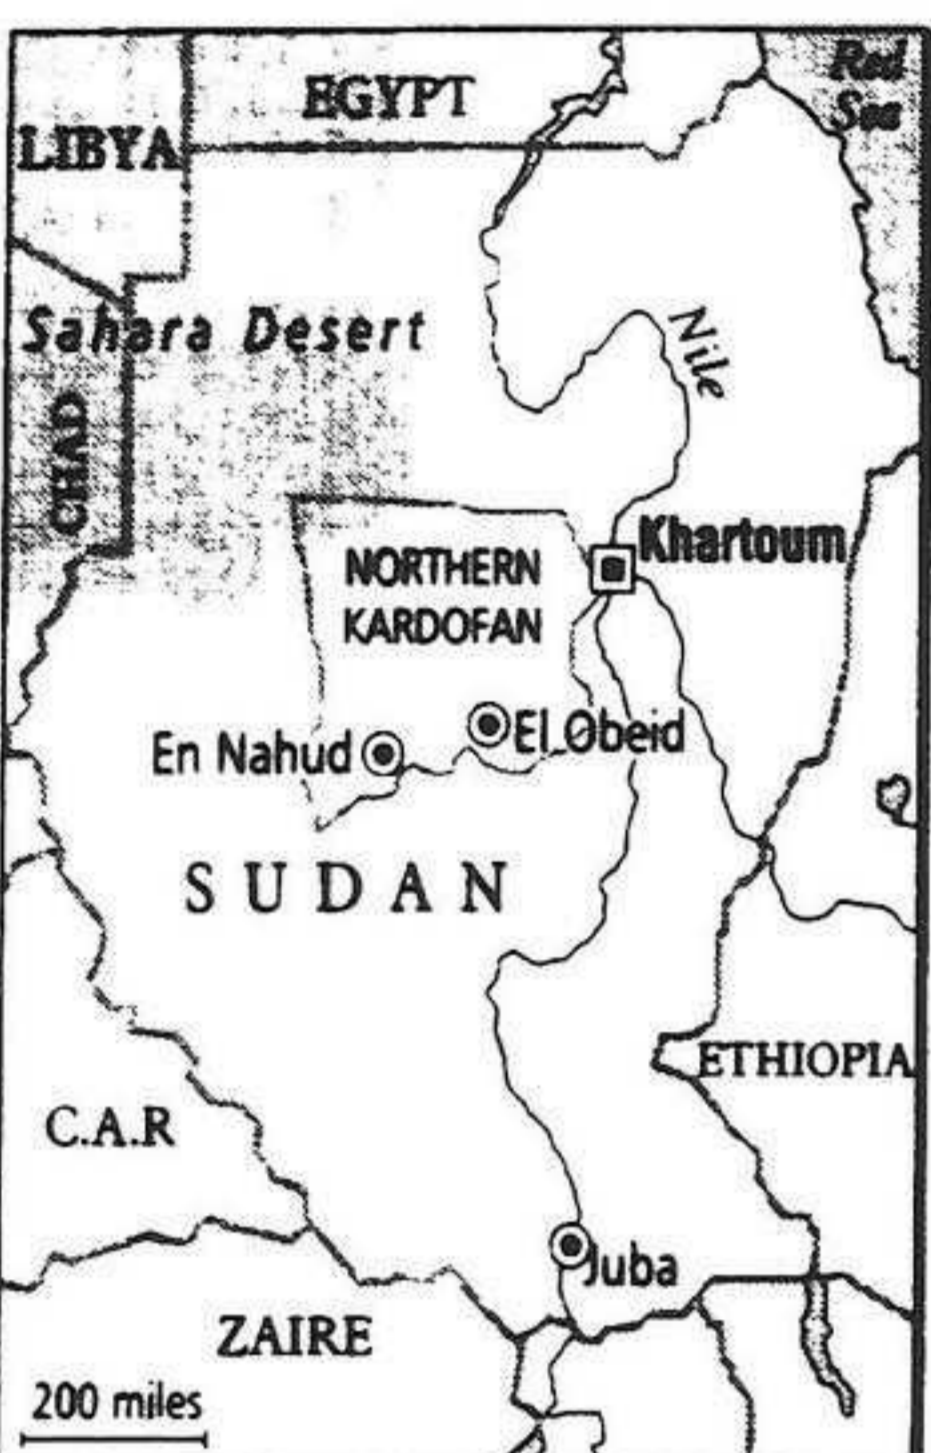 Red
Sea
EGYPT
LIBYA
Sahara Desert
Nile
CHAD
Khartoum
NORTHERN
KARDOFAN
El Obeid
En Nahud
SUDAN
ETHIOPIA
C.A.R
Juba
ZAIRE
200 miles